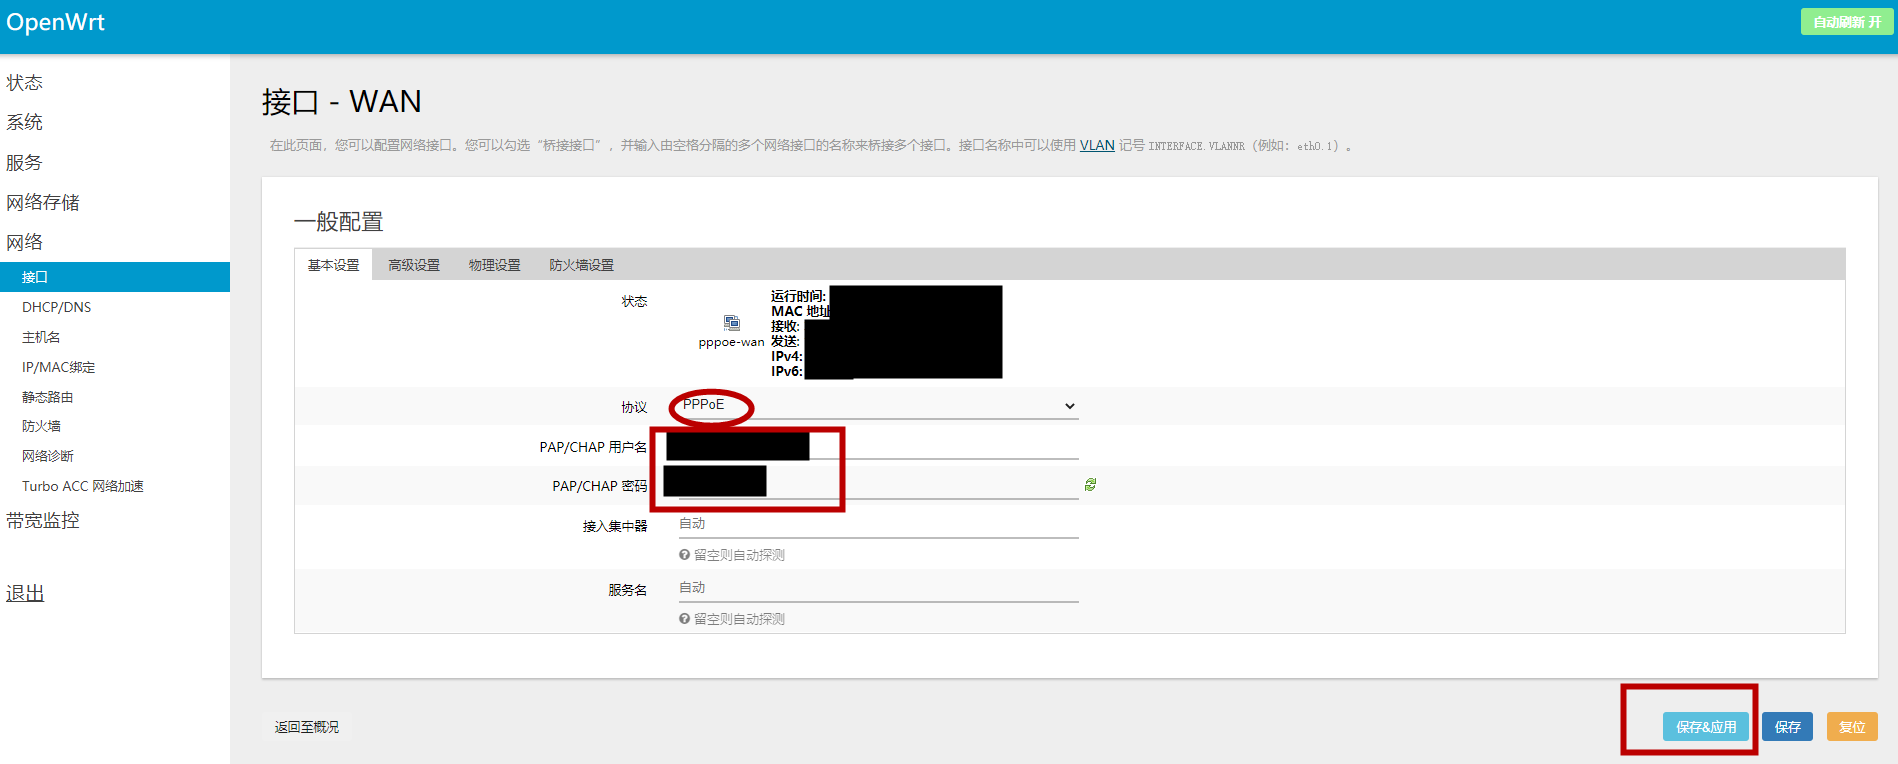 OpenWrt
自动刷新 开
状态
系统
服务
网络存储
网络
接口
DHCP/DNS
主机名
IP/MAC绑定
静态路由
防火墙
网络诊断
Turbo ACC 网络加速
带宽监控
退出
接口 - WAN
在此页面，您可以配置网络接口。您可以勾选“桥接接口”，并输入由空格分隔的多个网络接口的名称来桥接多个接口。接口名称中可以使用 VLAN 记号 INTERFACE.VLANNR（例如：eth0.1）。
一般配置
基本设置 高级设置 物理设置 防火墙设置
状态
pppoe-wan
运行时间:
MAC 地址
接收:
发送:
IPv4:
IPv6:
协议 PPPoE
PAP/CHAP 用户名
PAP/CHAP 密码
接入集中器 自动
留空则自动探测
服务名 自动
留空则自动探测
返回至概况 保存&应用 保存 复位